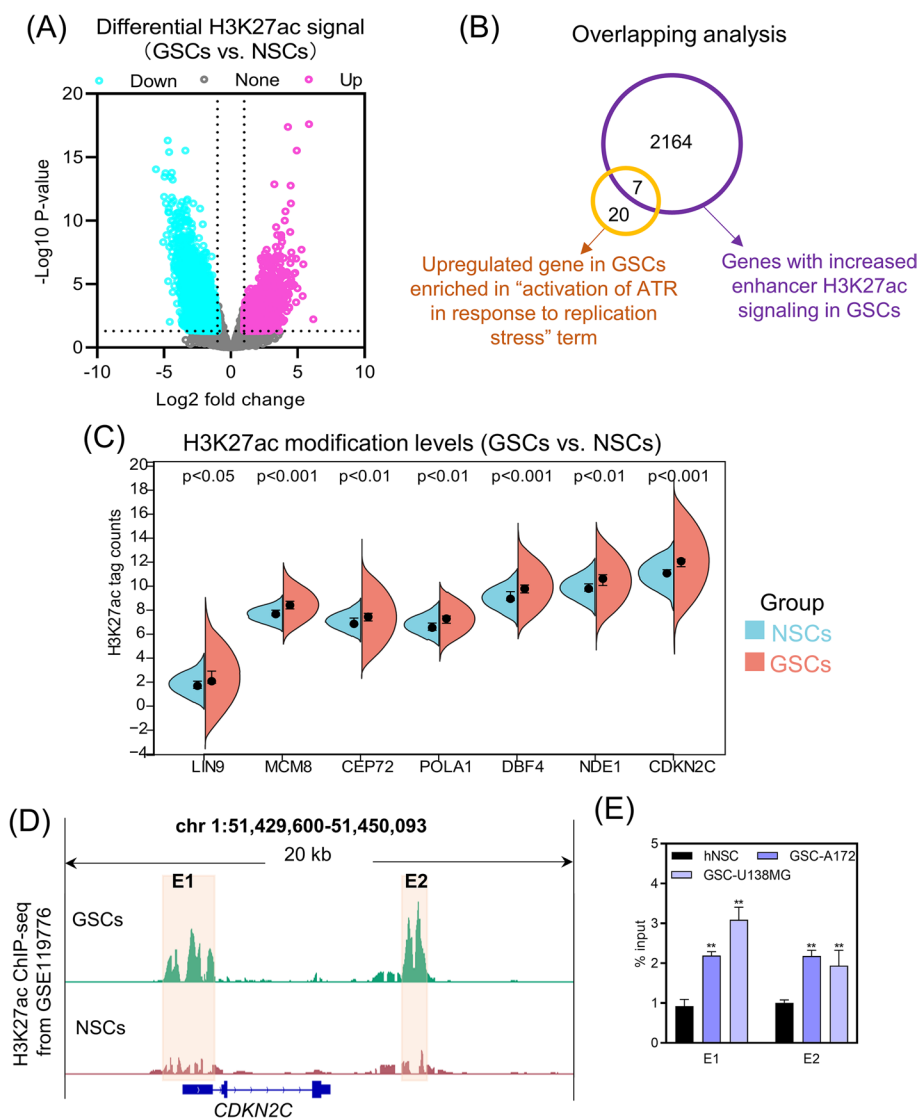 (A)
Differential H3K27ac signal
(GSCs vs. NSCs)
Down None Up
20
15
10
5
0
-Log10 P-value
-10 -5 0 5 10
Log2 fold change
(B)
Overlapping analysis
2164
7
20
Upregulated gene in GSCs
enriched in “activation of ATR
in response to replication
stress” term
Genes with increased
enhancer H3K27ac
signaling in GSCs
(C)
H3K27ac modification levels (GSCs vs. NSCs)
20
18
16
14
12
10
8
6
4
2
0
−2
−4
H3K27ac tag counts
p<0.05 p<0.001 p<0.01 p<0.01 p<0.001 p<0.01 p<0.001
LIN9 MCM8 CEP72 POLA1 DBF4 NDE1 CDKN2C
Group
NSCs
GSCs
(D)
chr 1:51,429,600-51,450,093
20 kb
E1 E2
GSCs
NSCs
H3K27ac ChIP-seq
from GSE119776
CDKN2C
(E)
hNSC GSC-A172
GSC-U138MG
5
4
3
2
1
0
% input
** ** ** **
E1 E2